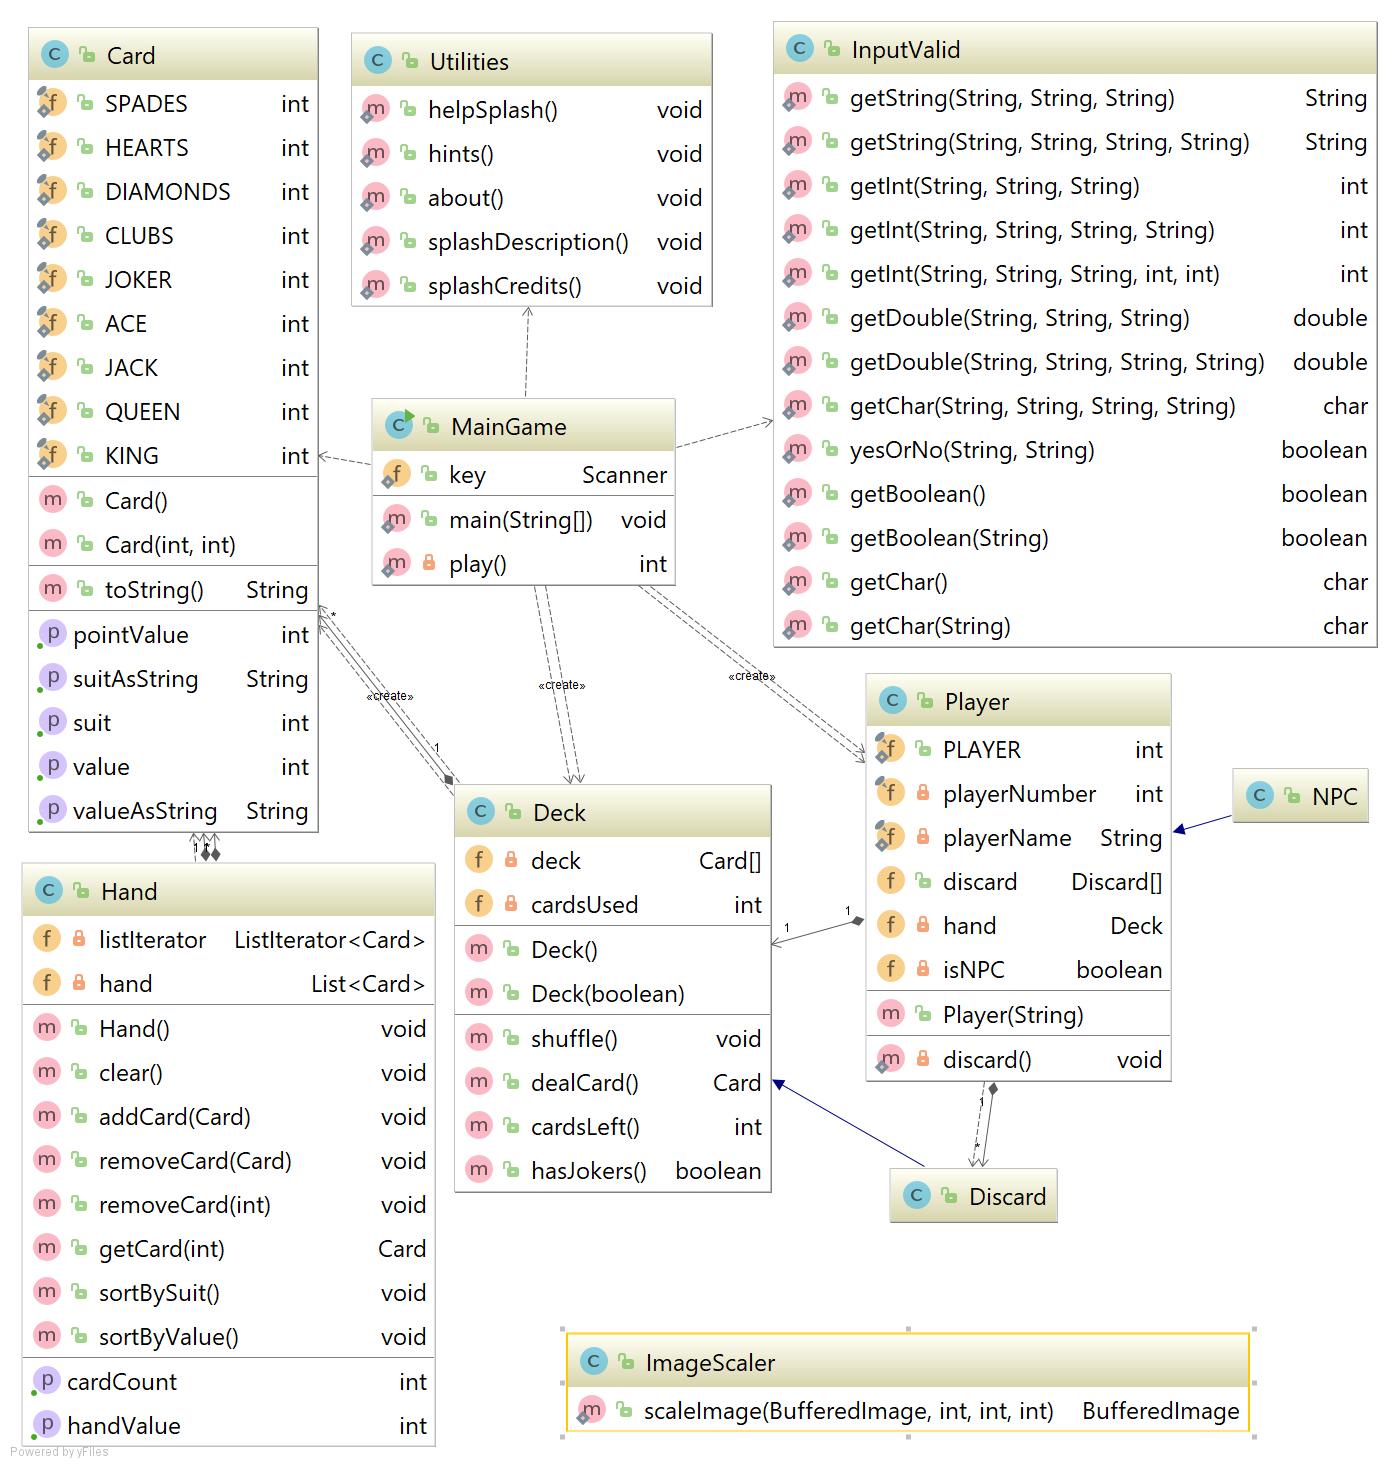 C Card
f SPADES int
f HEARTS int
f DIAMONDS int
f CLUBS int
f JOKER int
f ACE int
f JACK int
f QUEEN int
f KING int
m Card()
m Card(int, int)
m toString() String
p pointValue int
p suitAsString String
p suit int
p value int
p valueAsString String
C Utilities
m helpSplash() void
m hints() void
m about() void
m splashDescription() void
m splashCredits() void
C InputValid
m getString(String, String, String) String
m getString(String, String, String, String) String
m getInt(String, String, String) int
m getInt(String, String, String, String) int
m getInt(String, String, String, int, int) int
m getDouble(String, String, String) double
m getDouble(String, String, String, String) double
m getChar(String, String, String, String) char
m yesOrNo(String, String) boolean
m getBoolean() boolean
m getBoolean(String) boolean
m getChar() char
m getChar(String) char
C MainGame
f key Scanner
m main(String[]) void
m play() int
*
«create»
1
«create»
«create»
C Player
f PLAYER int
f playerNumber int
f playerName String
f discard Discard[]
f hand Deck
f isNPC boolean
m Player(String)
m discard() void
C NPC
C Deck
f deck Card[]
f cardsUsed int
m Deck()
m Deck(boolean)
m shuffle() void
m dealCard() Card
m cardsLeft() int
m hasJokers() boolean
1
1
1
*
C Discard
1
C Hand
f listIterator ListIterator<Card>
f hand List<Card>
m Hand() void
m clear() void
m addCard(Card) void
m removeCard(Card) void
m removeCard(int) void
m getCard(int) Card
m sortBySuit() void
m sortByValue() void
p cardCount int
p handValue int
C ImageScaler
m scaleImage(BufferedImage, int, int, int) BufferedImage
Powered by yFiles